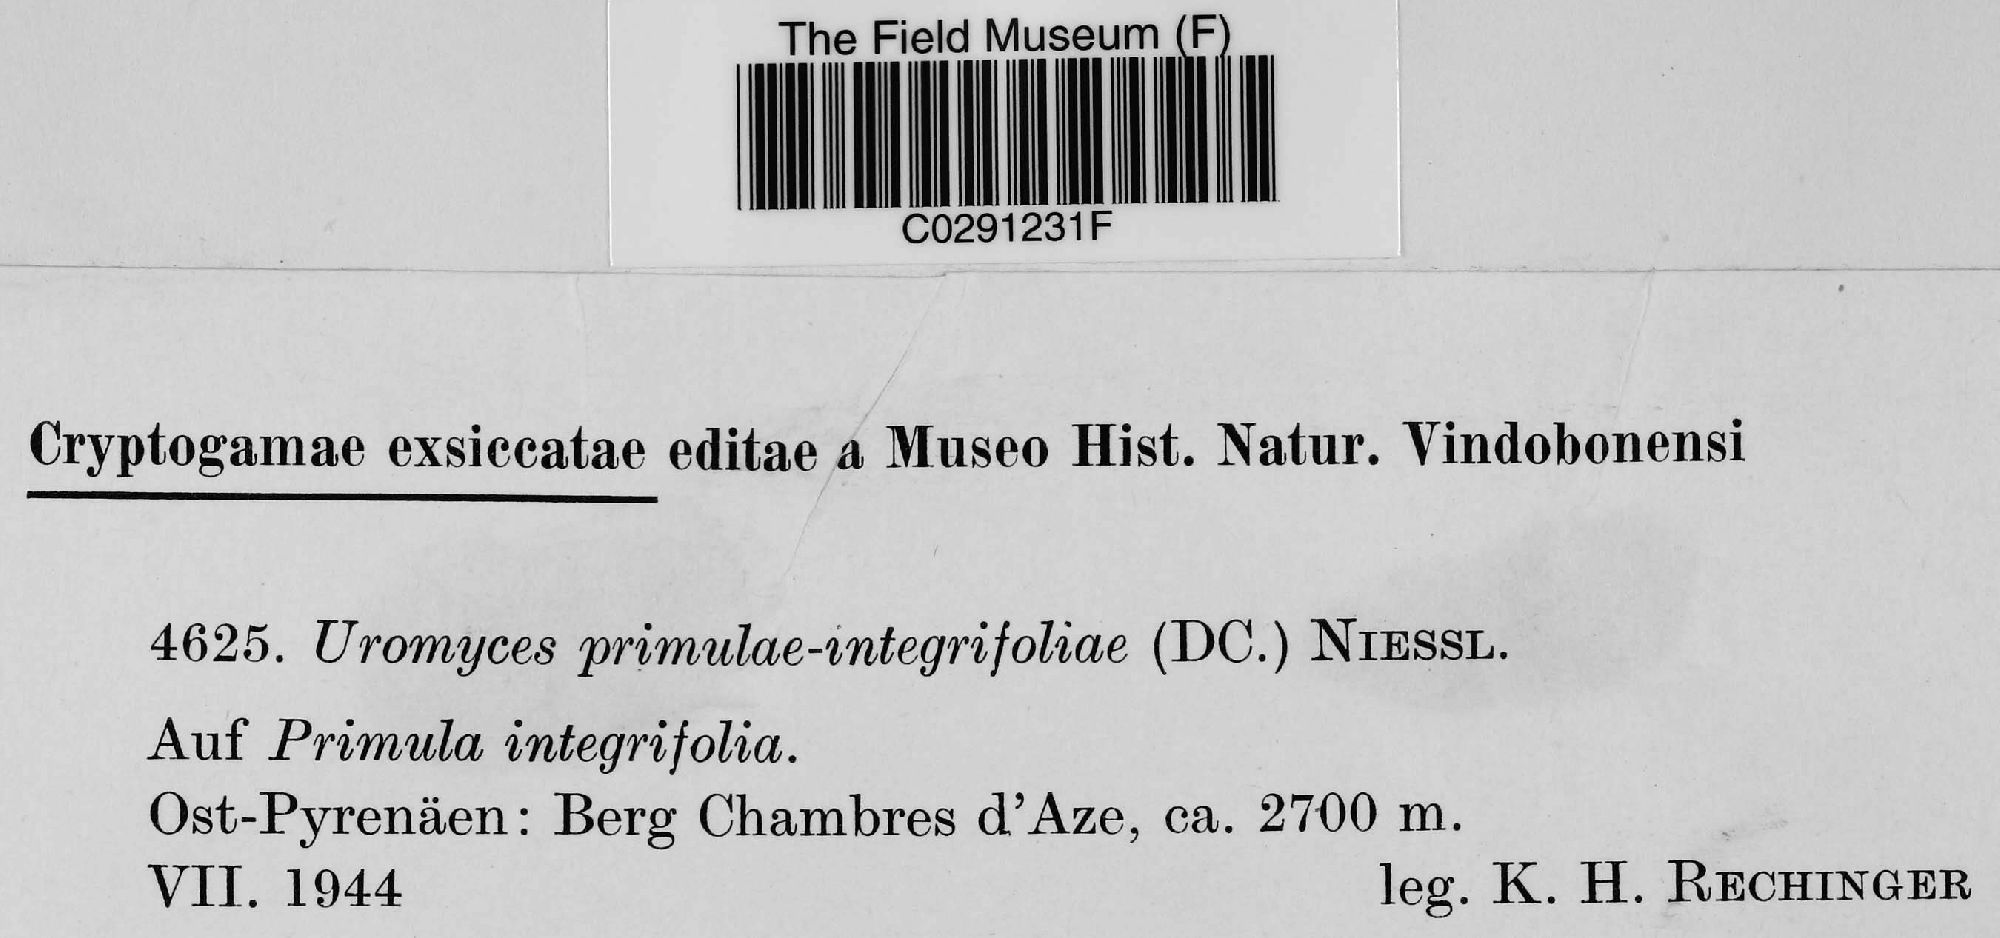 The Field Museum (F)
C0291231F
Cryptogamae exsiccatae editae a Museo Hist. Natur. Vindobonensi
4625. Uromyces primulae-integrifoliae (DC.) NIESSL.
Auf Primula integrifolia.
Ost-Pyrenäen: Berg Chambres d'Aze, ca. 2700 m.
VII. 1944 leg. K. H. RECHINGER